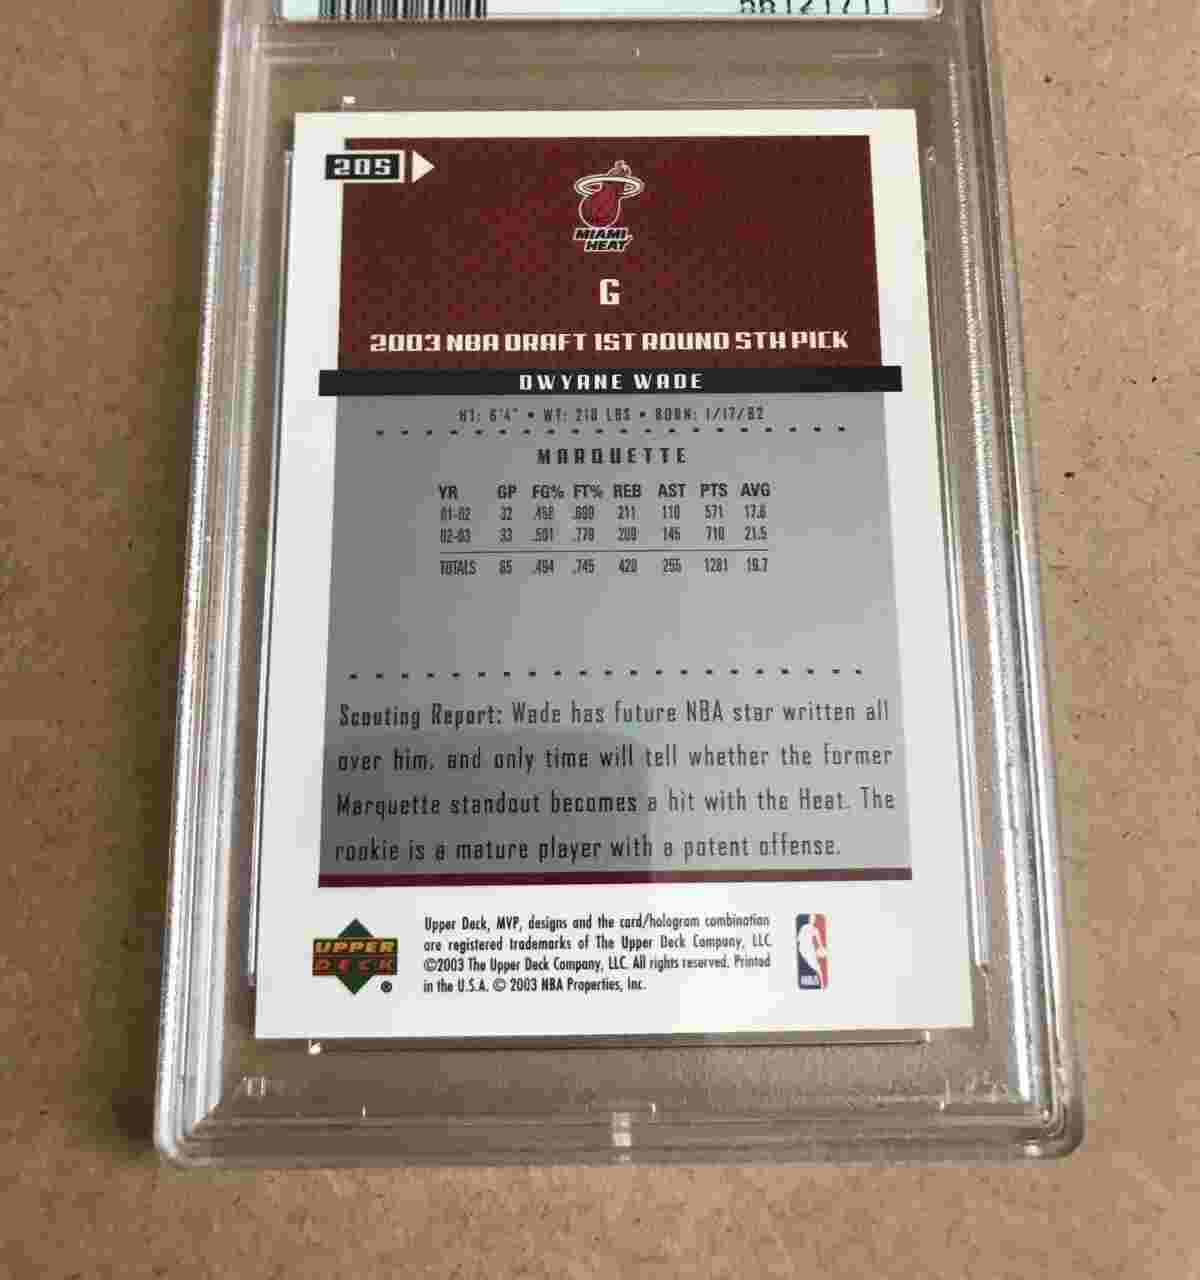 205
MIAMI
HEAT
G
2003 NBA DRAFT 1ST ROUND 5TH PICK
DWYANE WADE
HT: 6'4" • WT: 210 LBS • BORN: 1/17/82
MARQUETTE
YR GP FG% FT% REB AST PTS AVG
01-02 32 211 110 571 17.8
02-03 33 .501 .779 209 145 710 21.5
TOTALS 65 .494 .745 420 255 1281 19.7
Scouting Report: Wade has future NBA star written all
over him, and only time will tell whether the former
Marquette standout becomes a hit with the Heat. The
rookie is a mature player with a potent offense.
UPPER
DECK
®
Upper Deck, MVP, designs and the card/hologram combination
are registered trademarks of The Upper Deck Company, LLC.
©2003 The Upper Deck Company, LLC. All rights reserved. Printed
in the U.S.A. © 2003 NBA Properties, Inc.
NBA